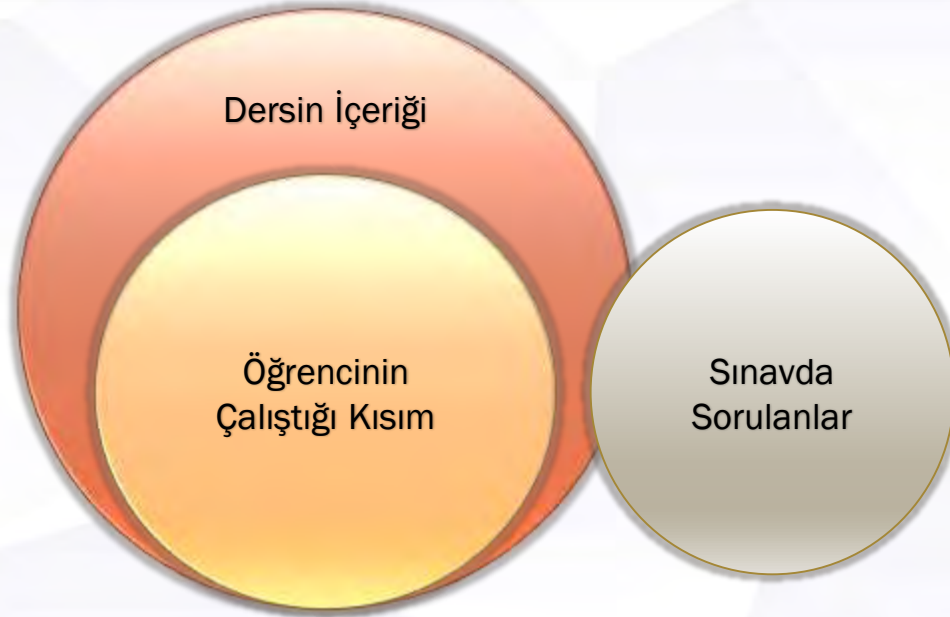 Dersin İçeriği
Öğrencinin
Çalıştığı Kısım
Sınavda
Sorulanlar